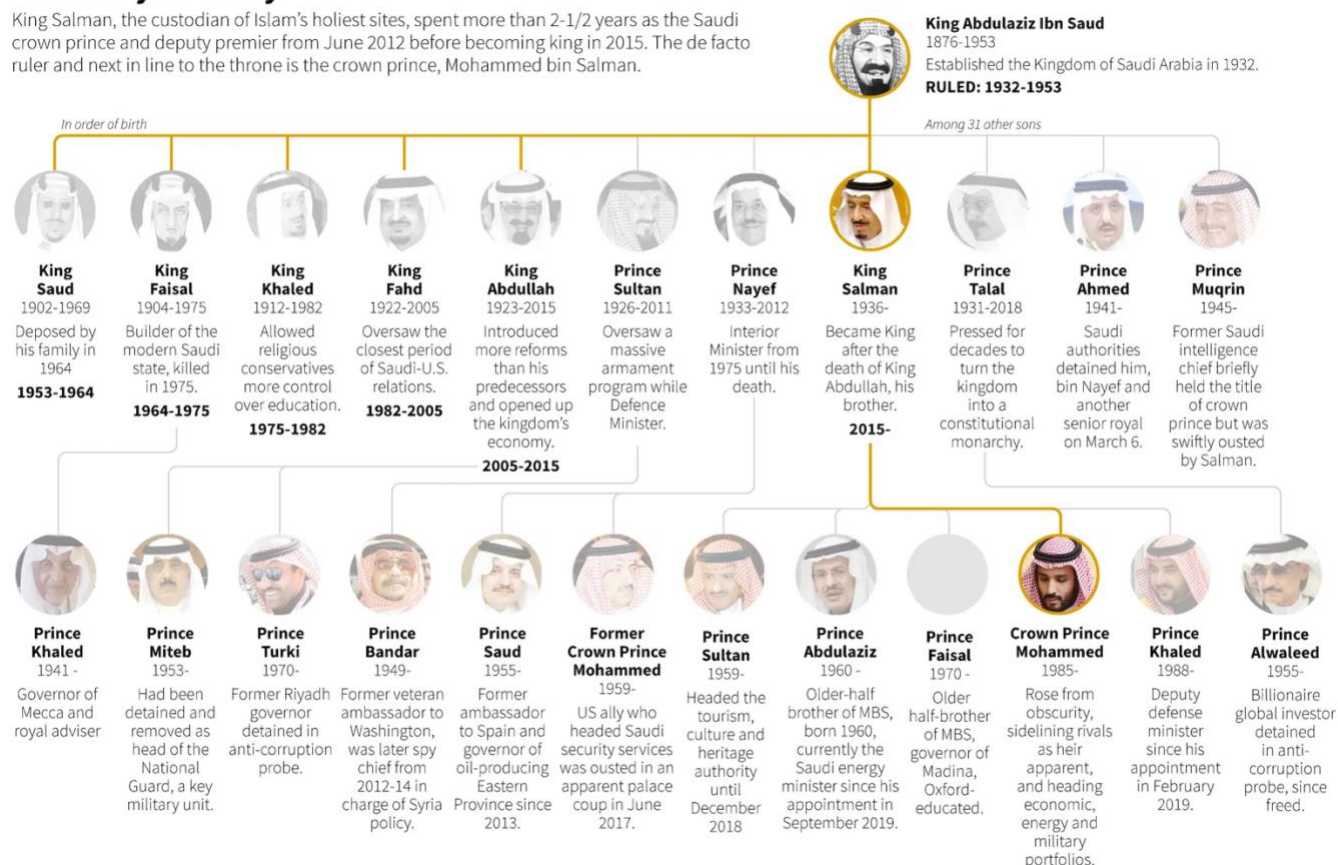 King Salman, the custodian of Islam's holiest sites, spent more than 2-1/2 years as the Saudi
crown prince and deputy premier from June 2012 before becoming king in 2015. The de facto
ruler and next in line to the throne is the crown prince, Mohammed bin Salman.
King Abdulaziz Ibn Saud
1876-1953
Established the Kingdom of Saudi Arabia in 1932.
RULED: 1932-1953
In order of birth
Among 31 other sons
King
Saud
1902-1969
Deposed by
his family in
1964
1953-1964
King
Faisal
1904-1975
Builder of the
modern Saudi
state, killed
in 1975.
1964-1975
King
Khaled
1912-1982
Allowed
religious
conservatives
more control
over education.
1975-1982
King
Fahd
1922-2005
Oversaw the
closest period
of Saudi-U.S.
relations.
1982-2005
King
Abdullah
1923-2015
Introduced
more reforms
than his
predecessors
and opened up
the kingdom's
economy.
2005-2015
Prince
Sultan
1926-2011
Oversaw a
massive
armament
program while
Defence
Minister.
Prince
Nayef
1933-2012
Interior
Minister from
1975 until his
death.
King
Salman
1936-
Became King
after the
death of King
Abdullah, his
brother.
2015-
Prince
Talal
1931-2018
Pressed for
decades to
turn the
kingdom
into a
constitutional
monarchy.
Prince
Ahmed
1941-
Saudi
authorities
detained him,
bin Nayef and
another
senior royal
on March 6.
Prince
Muqrin
1945-
Former Saudi
intelligence
chief briefly
held the title
of crown
prince but was
swiftly ousted
by Salman.
Prince
Khaled
1941 -
Governor of
Mecca and
royal adviser
Prince
Miteb
1953-
Had been
detained and
removed as
head of the
National
Guard, a key
military unit.
Prince
Turki
1970-
Former Riyadh
governor
detained in
anti-corruption
probe.
Prince
Bandar
1949-
Former veteran
ambassador to
Washington,
was later spy
chief from
2012-14 in
charge of Syria
policy.
Prince
Saud
1955-
Former
ambassador
to Spain and
governor of
oil-producing
Eastern
Province since
2013.
Former
Crown Prince
Mohammed
1959-
US ally who
headed Saudi
security services
was ousted in an
apparent palace
coup in June
2017.
Prince
Sultan
1959-
Headed the
tourism,
culture and
heritage
authority
until
December
2018
Prince
Abdulaziz
1960 -
Older-half
brother of MBS,
born 1960,
currently the
Saudi energy
minister since his
appointment in
September 2019.
Prince
Faisal
1970 -
Older
half-brother
of MBS,
governor of
Madina,
Oxford-
educated.
Crown Prince
Mohammed
1985-
Rose from
obscurity,
sidelining rivals
as heir
apparent,
and heading
economic,
energy and
military
portfolios.
Prince
Khaled
1988-
Deputy
defense
minister
since his
appointment
in February
2019.
Prince
Alwaleed
1955-
Billionaire
global investor
detained
in anti-
corruption
probe, since
freed.